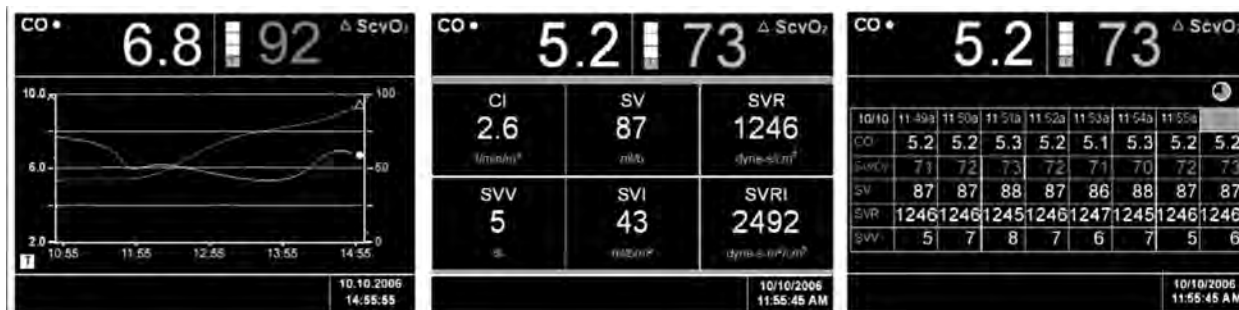 CO • 6.8 92 △ ScvO₂
10.0 100
6.0 50
2.0 0
10:55 11:55 12:55 13:55 14:55
T
10.10.2006
14:55:55
CO • 5.2 73 △ ScvO₂
CI SV SVR
2.6 87 1246
l/min/m² ml/b
SVV SVI SVRI
5 43 2492
%
10/10/2006
11:55:45 AM
CO • 5.2 73 △ ScvO₂
10/10 11:49a 11:50a 11:51a 11:52a 11:53a 11:54a 11:55a
CO 5.2 5.2 5.3 5.2 5.1 5.3 5.2 5.2
ScvO₂ 71 72 73 72 71 70 72 73
SV 87 87 88 87 86 88 87 87
SVR 1246 1246 1245 1246 1247 1245 1246 1246
SVV 5 7 8 7 6 7 5 6
10/10/2006
11:55:45 AM